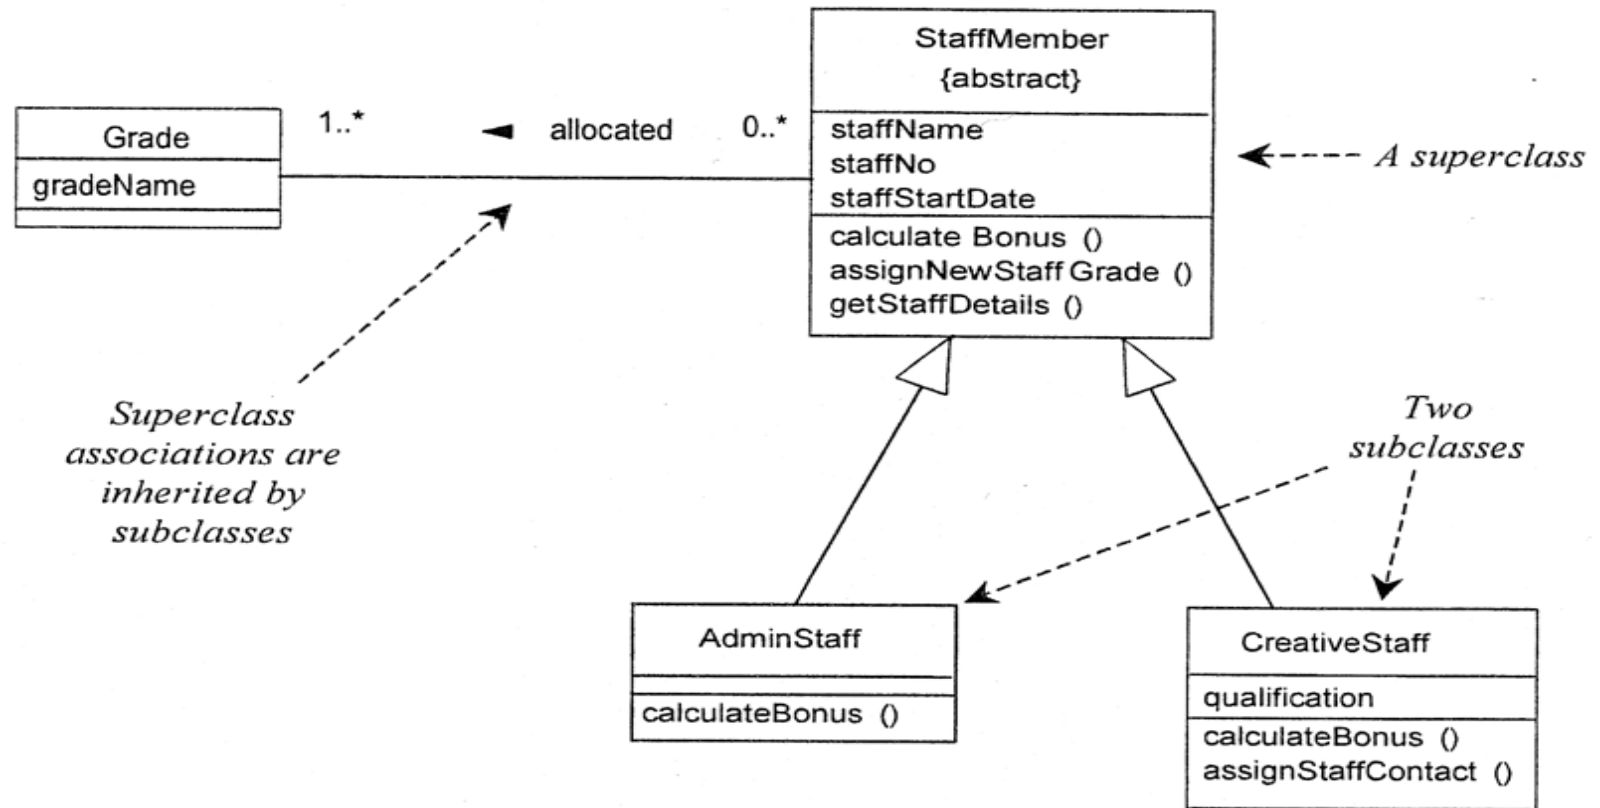 StaffMember
{abstract}
staffName
staffNo
staffStartDate
calculate Bonus ()
assignNewStaff Grade ()
getStaffDetails ()
Grade
gradeName
1..*
◄ allocated
0..*
A superclass
Superclass
associations are
inherited by
subclasses
Two
subclasses
AdminStaff
calculateBonus ()
CreativeStaff
qualification
calculateBonus ()
assignStaffContact ()